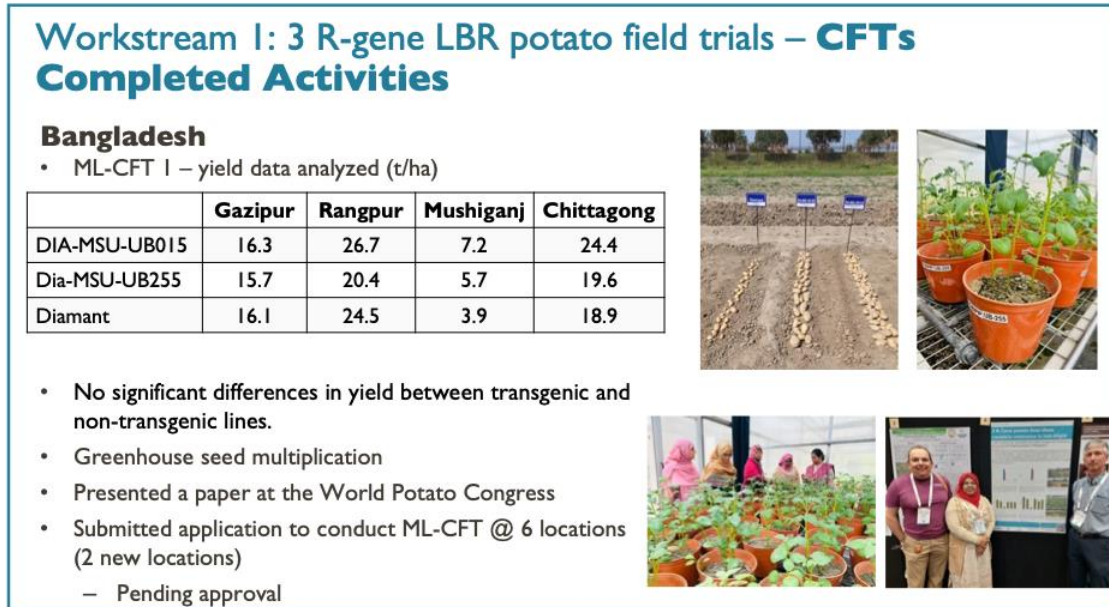 Workstream 1: 3 R-gene LBR potato field trials – CFTs
Completed Activities
Bangladesh
• ML-CFT 1 – yield data analyzed (t/ha)
Gazipur Rangpur Mushiganj Chittagong
DIA-MSU-UB015 16.3 26.7 7.2 24.4
Dia-MSU-UB255 15.7 20.4 5.7 19.6
Diamant 16.1 24.5 3.9 18.9
• No significant differences in yield between transgenic and
non-transgenic lines.
• Greenhouse seed multiplication
• Presented a paper at the World Potato Congress
• Submitted application to conduct ML-CFT @ 6 locations
(2 new locations)
– Pending approval